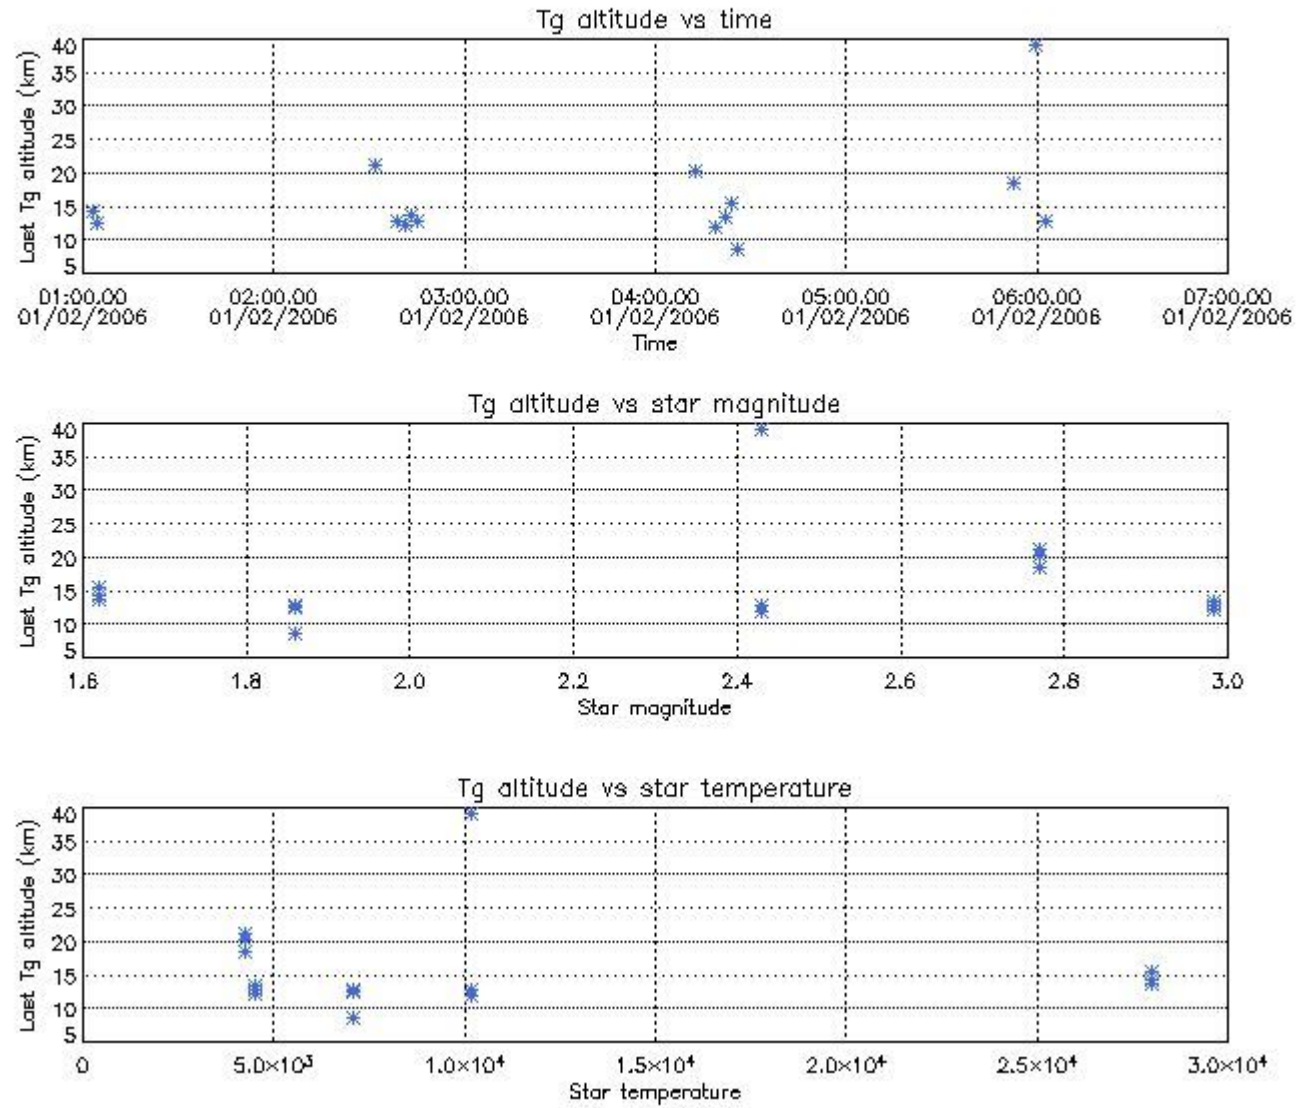 Tg altitude vs time
Last Tg altitude (km)
40
35
30
25
20
15
10
5
01:00.00 02:00.00 03:00.00 04:00.00 05:00.00 06:00.00 07:00.00
01/02/2006 01/02/2006 01/02/2006 01/02/2006 01/02/2006 01/02/2006 01/02/2006
Time
Tg altitude vs star magnitude
Last Tg altitude (km)
40
35
30
25
20
15
10
5
1.6 1.8 2.0 2.2 2.4 2.6 2.8 3.0
Star magnitude
Tg altitude vs star temperature
Last Tg altitude (km)
40
35
30
25
20
15
10
5
0 5.0×10³ 1.0×10⁴ 1.5×10⁴ 2.0×10⁴ 2.5×10⁴ 3.0×10⁴
Star temperature